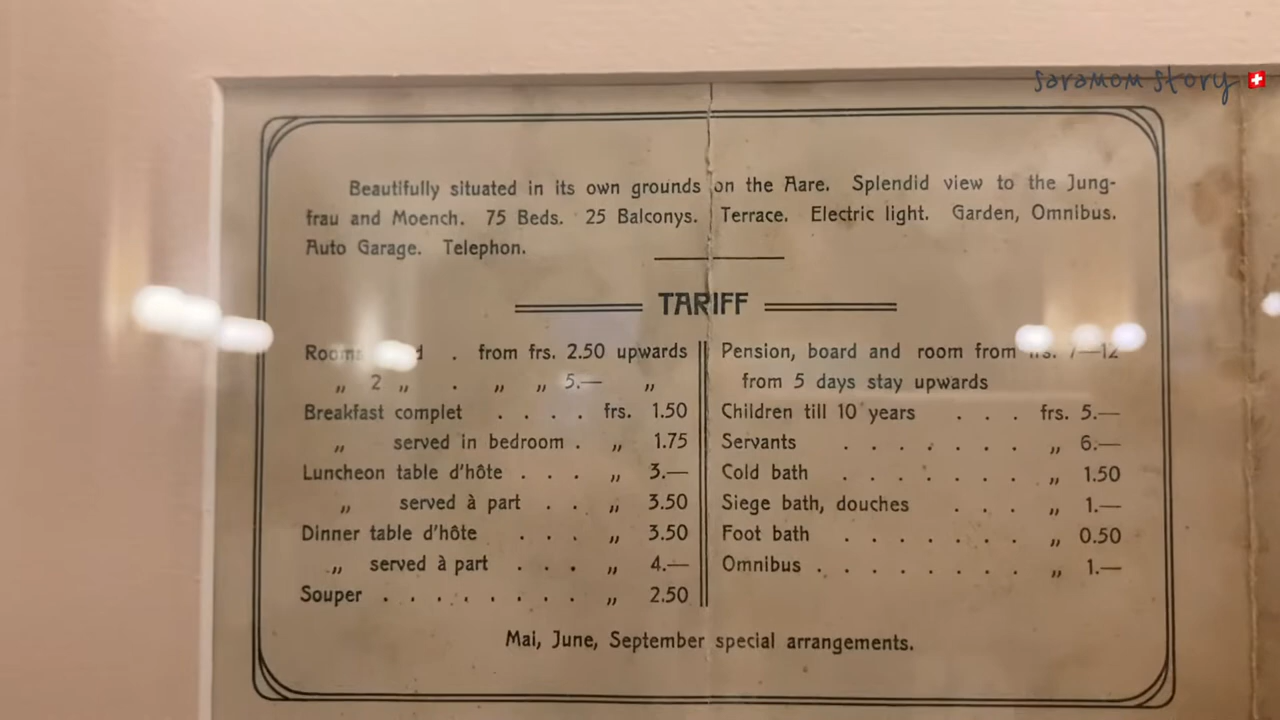 saramom story
Beautifully situated in its own grounds on the Aare. Splendid view to the Jung-
frau and Moench. 75 Beds. 25 Balconys. Terrace. Electric light. Garden, Omnibus.
Auto Garage. Telephon.
TARIFF
Rooms . from frs. 2.50 upwards
„ 2 „ . „ „ 5.— „
Breakfast complet . . . . frs. 1.50
„ served in bedroom . „ 1.75
Luncheon table d'hôte . . . „ 3.—
„ served à part . . „ 3.50
Dinner table d'hôte . . . „ 3.50
„ served à part . . . „ 4.—
Souper . . . . . . . „ 2.50
Pension, board and room from frs. 7—12
from 5 days stay upwards
Children till 10 years . . . frs. 5.—
Servants . . . . . . . „ 6.—
Cold bath . . . . . . . „ 1.50
Siege bath, douches . . . „ 1.—
Foot bath . . . . . . . „ 0.50
Omnibus . . . . . . . . „ 1.—
Mai, June, September special arrangements.